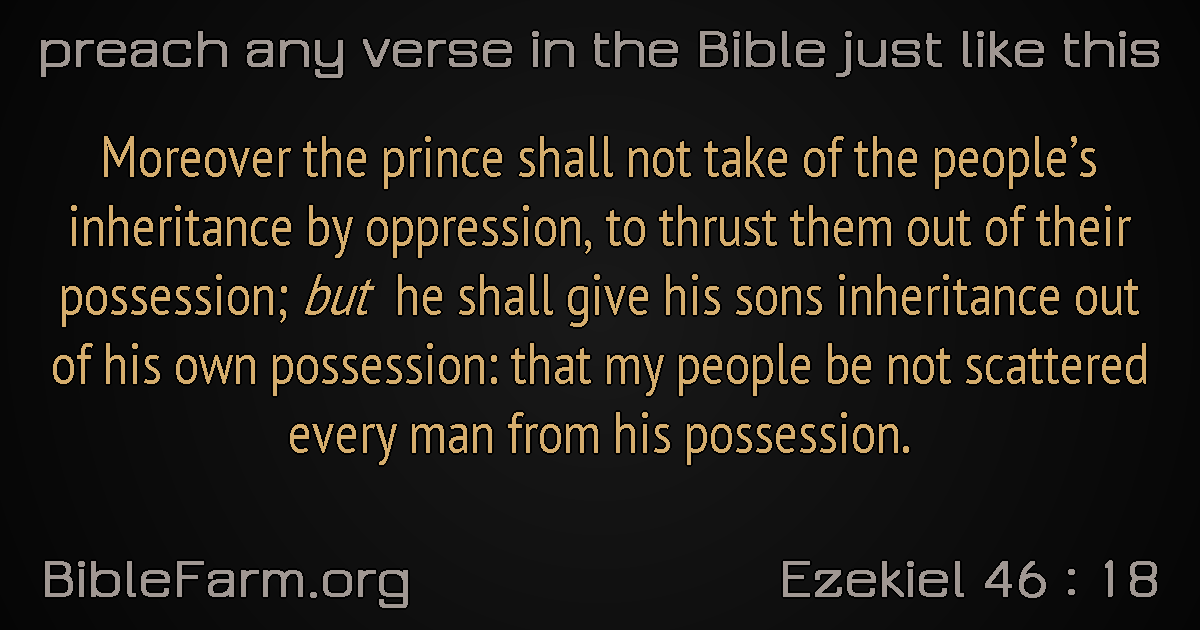 preach any verse in the Bible just like this
Moreover the prince shall not take of the people’s
inheritance by oppression, to thrust them out of their
possession; but he shall give his sons inheritance out
of his own possession: that my people be not scattered
every man from his possession.
BibleFarm.org
Ezekiel 46 : 18